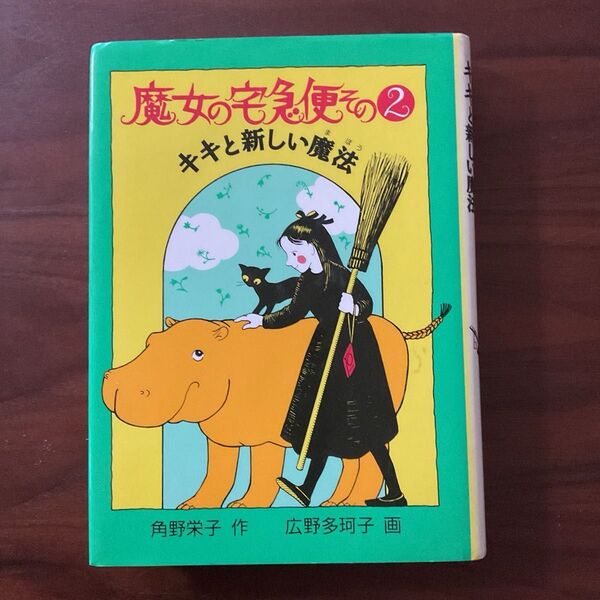 魔女の宅急便その2
キキと新しい魔法
まほう
角野栄子 作 広野多珂子 画
キキと新しい魔法